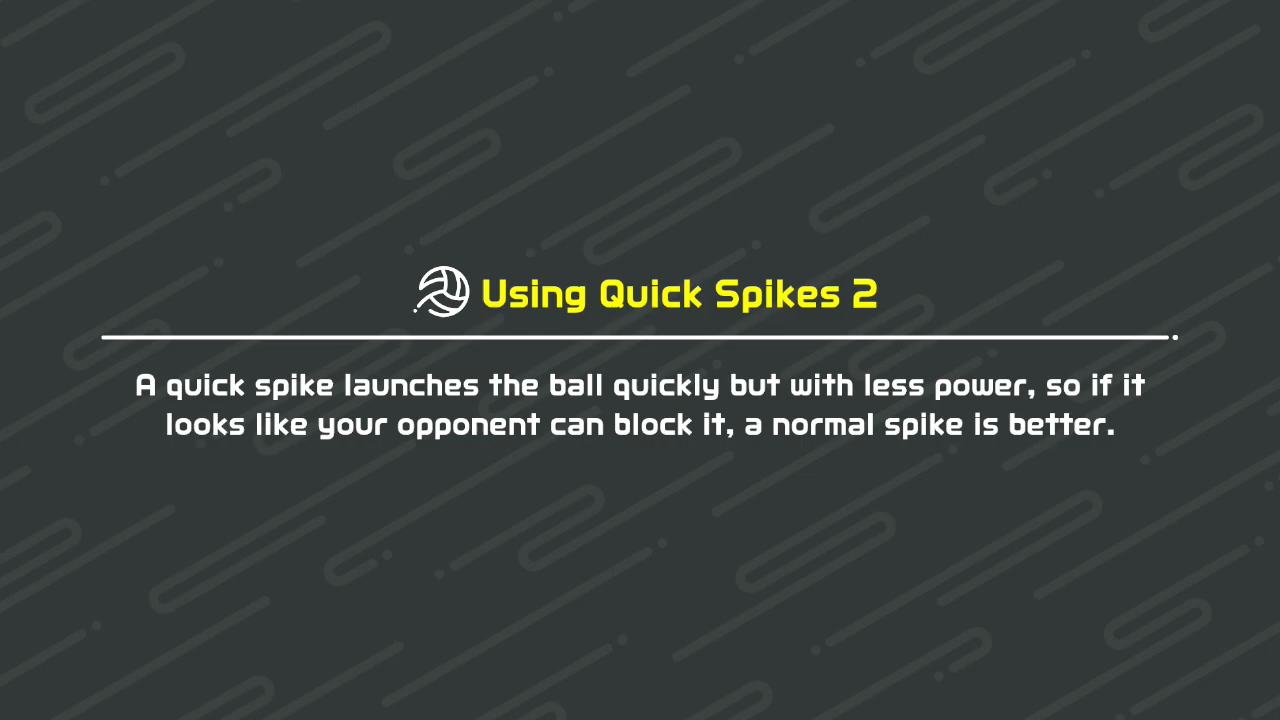 Using Quick Spikes 2
A quick spike launches the ball quickly but with less power, so if it
looks like your opponent can block it, a normal spike is better.